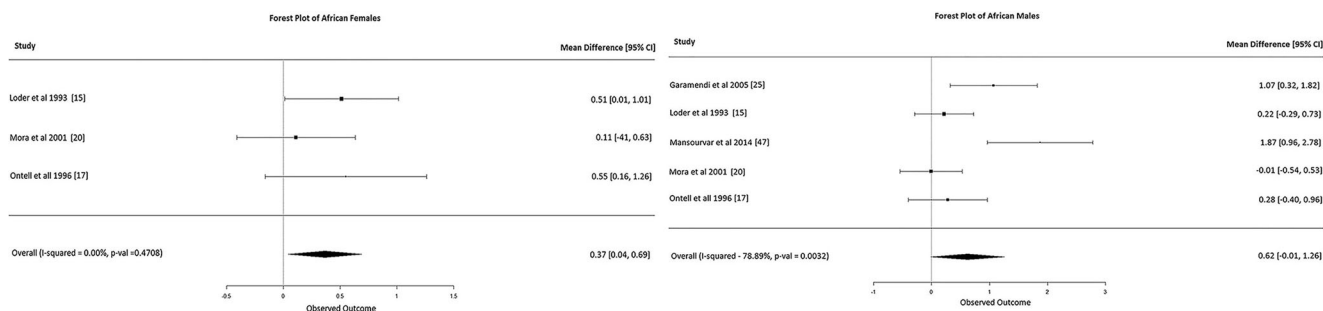 Forest Plot of African Females
Study Mean Difference [95% CI]
Loder et all 1993 [15] 0.51 [0.01, 1.01]
Mora et all 2001 [20] 0.11 [-41, 0.63]
Ontell et all 1996 [17] 0.55 [0.16, 1.26]
Overall (I-squared = 0.00%, p-val =0.4708) 0.37 [0.04, 0.69]
-0.5 0 0.5 1 1.5
Observed Outcome
Forest Plot of African Males
Study Mean Difference [95% CI]
Garamendi et all 2005 [25] 1.07 [0.32, 1.82]
Loder et all 1993 [15] 0.22 [-0.29, 0.73]
Mansourvar et all 2014 [47] 1.87 [0.96, 2.78]
Mora et all 2001 [20] -0.01 [-0.54, 0.53]
Ontell et all 1996 [17] 0.28 [-0.40, 0.96]
Overall (I-squared - 78.89%, p-val = 0.0032) 0.62 [-0.01, 1.26]
-1 0 1 2 3
Observed Outcome